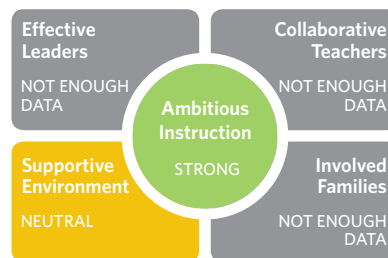 Effective
Leaders
NOT ENOUGH
DATA
Collaborative
Teachers
NOT ENOUGH
DATA
Ambitious
Instruction
STRONG
Supportive
Environment
NEUTRAL
Involved
Families
NOT ENOUGH
DATA